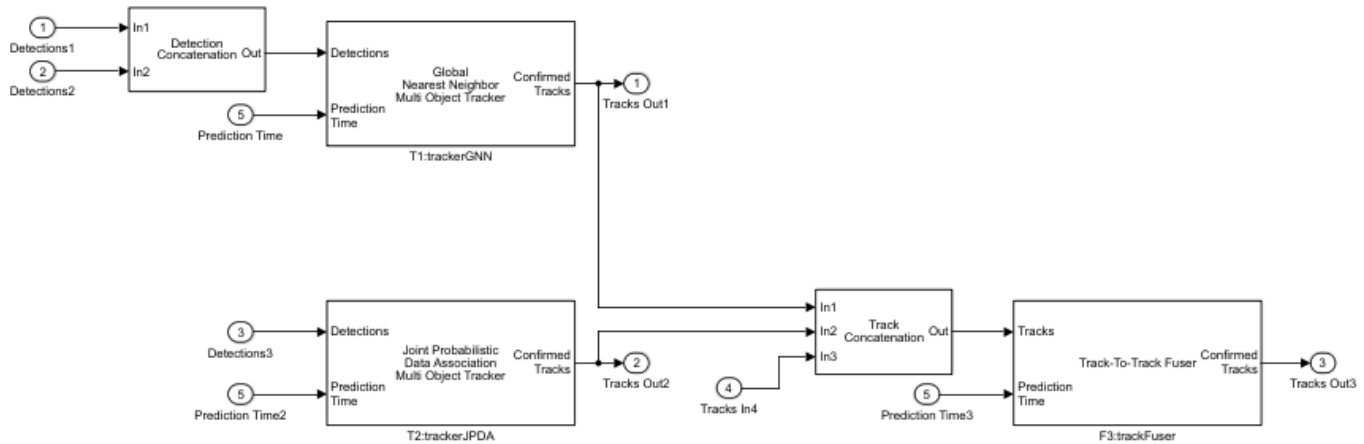 1
In1
Detections1
Detection
Concatenation
Out
2
In2
Detections2
Detections
Global
Nearest Neighbor
Multi Object Tracker
Confirmed
Tracks
1
Tracks Out1
5
Prediction
Time
Prediction Time
T1:trackerGNN
3
Detections
Detections3
Joint Probabilistic
Data Association
Multi Object Tracker
Confirmed
Tracks
2
Tracks Out2
5
Prediction
Time
Prediction Time2
T2:trackerJPDA
In1
In2
In3
Track
Concatenation
Out
4
Tracks In4
Tracks
Track-To-Track Fuser
Confirmed
Tracks
3
Tracks Out3
5
Prediction
Time
Prediction Time3
F3:trackFuser